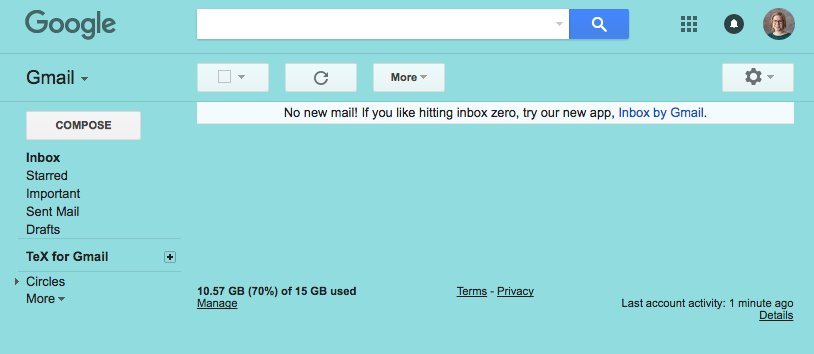 Google
Gmail
More
No new mail! If you like hitting inbox zero, try our new app, Inbox by Gmail.
COMPOSE
Inbox
Starred
Important
Sent Mail
Drafts
TeX for Gmail
Circles
More
10.57 GB (70%) of 15 GB used
Manage
Terms - Privacy
Last account activity: 1 minute ago
Details